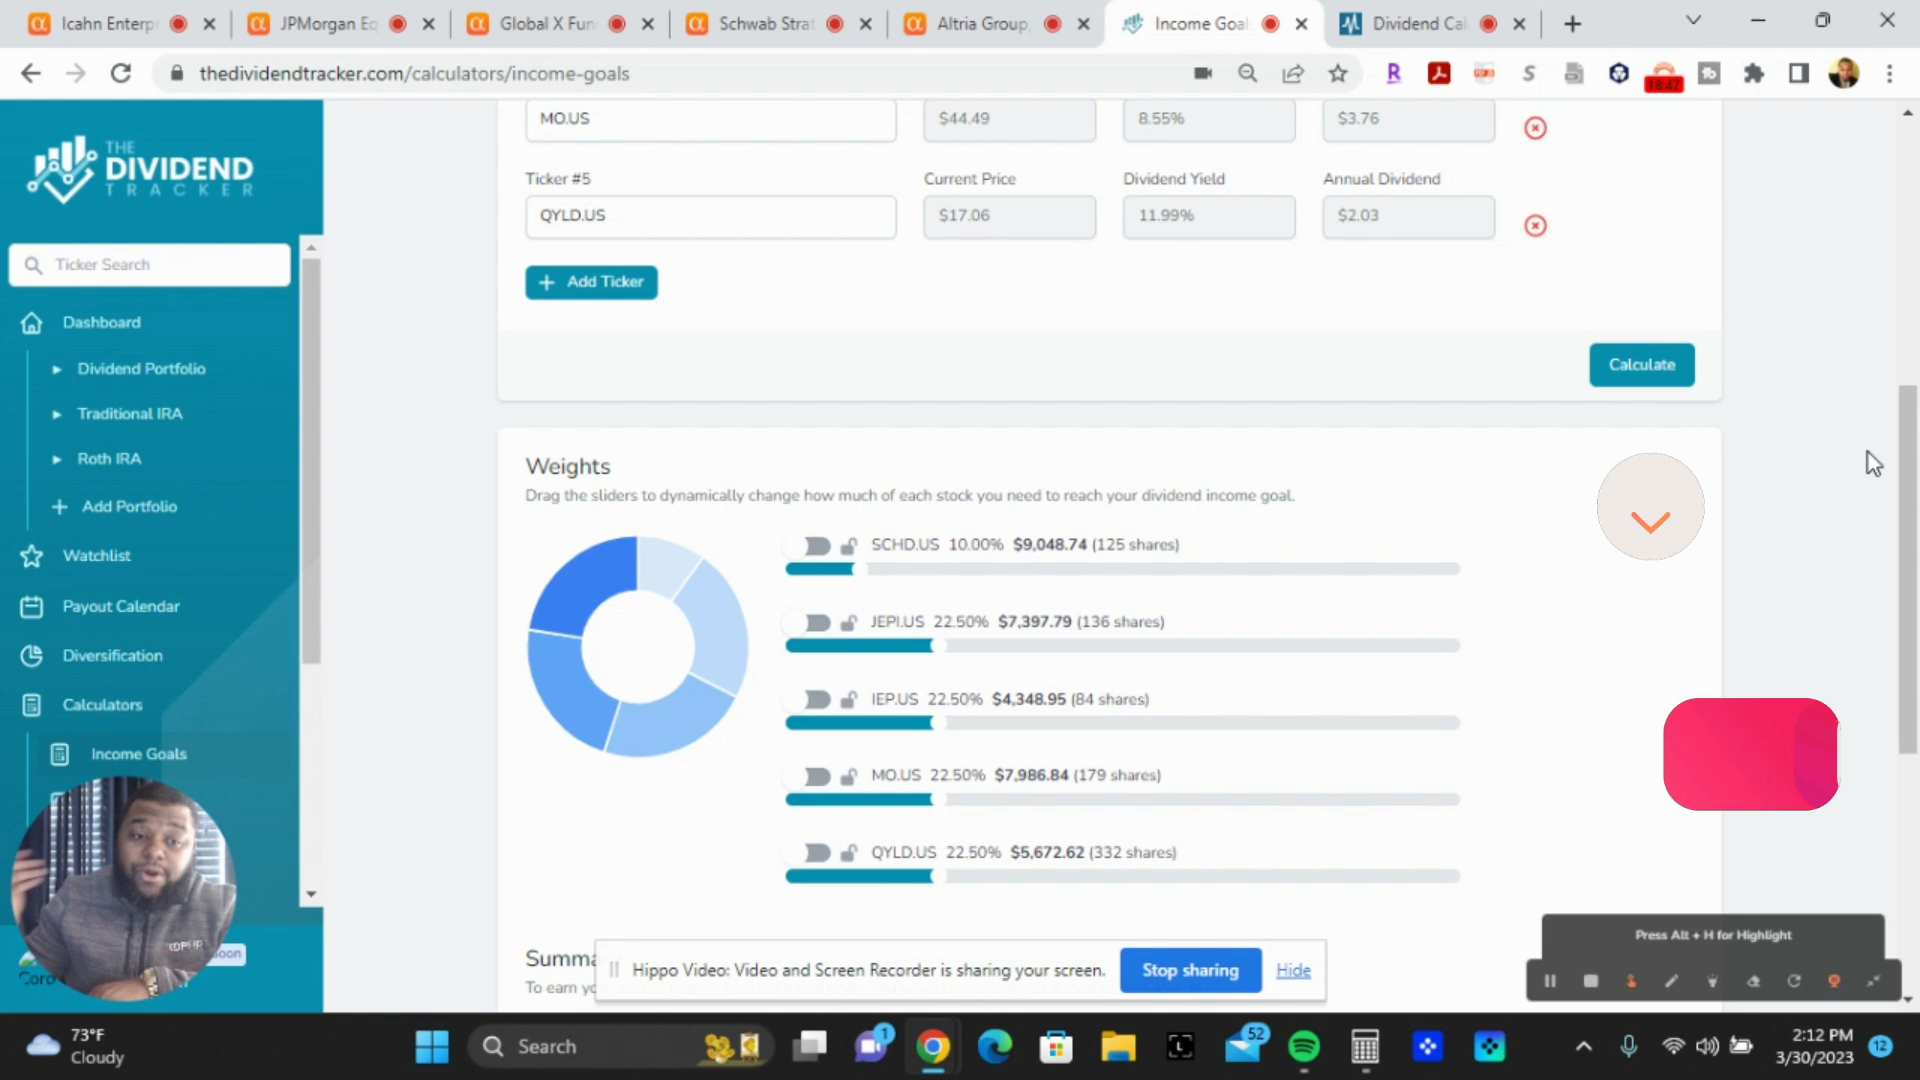 Icahn Enterp
JPMorgan Eq
Global X Fun
Schwab Strat
Altria Group,
Income Goal
Dividend Cal
thedividendtracker.com/calculators/income-goals
18:47
THE
DIVIDEND
TRACKER
Ticker Search
Dashboard
Dividend Portfolio
Traditional IRA
Roth IRA
Add Portfolio
Watchlist
Payout Calendar
Diversification
Calculators
Income Goals
MO.US
$44.49
8.55%
$3.76
Ticker #5
Current Price
Dividend Yield
Annual Dividend
QYLD.US
$17.06
11.99%
$2.03
+ Add Ticker
Calculate
Weights
Drag the sliders to dynamically change how much of each stock you need to reach your dividend income goal.
SCHD.US 10.00% $9,048.74 (125 shares)
JEPI.US 22.50% $7,397.79 (136 shares)
IEP.US 22.50% $4,348.95 (84 shares)
MO.US 22.50% $7,986.84 (179 shares)
QYLD.US 22.50% $5,672.62 (332 shares)
Summa
To earn yo
Hippo Video: Video and Screen Recorder is sharing your screen.
Stop sharing
Hide
Press Alt + H for Highlight
73°F
Cloudy
Search
1
52
2:12 PM
3/30/2023
12